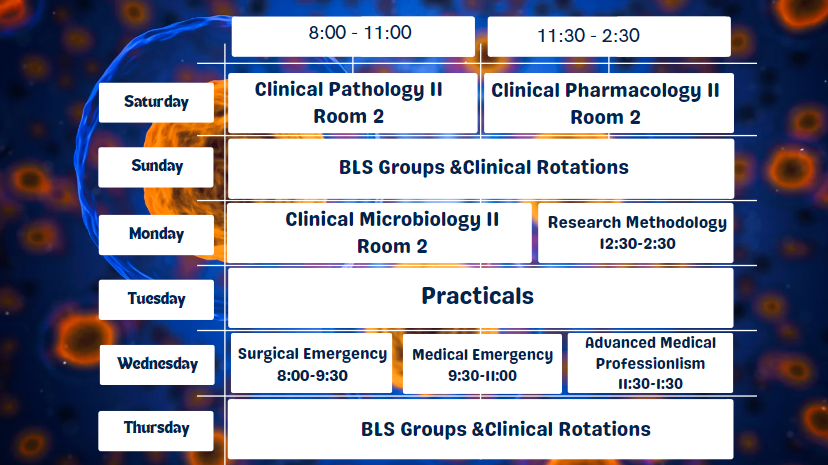 8:00 - 11:00
11:30 - 2:30
Saturday
Clinical Pathology II
Room 2
Clinical Pharmacology II
Room 2
Sunday
BLS Groups &Clinical Rotations
Monday
Clinical Microbiology II
Room 2
Research Methodology
12:30-2:30
Tuesday
Practicals
Wednesday
Surgical Emergency
8:00-9:30
Medical Emergency
9:30-11:00
Advanced Medical
Professionlism
11:30-1:30
Thursday
BLS Groups &Clinical Rotations